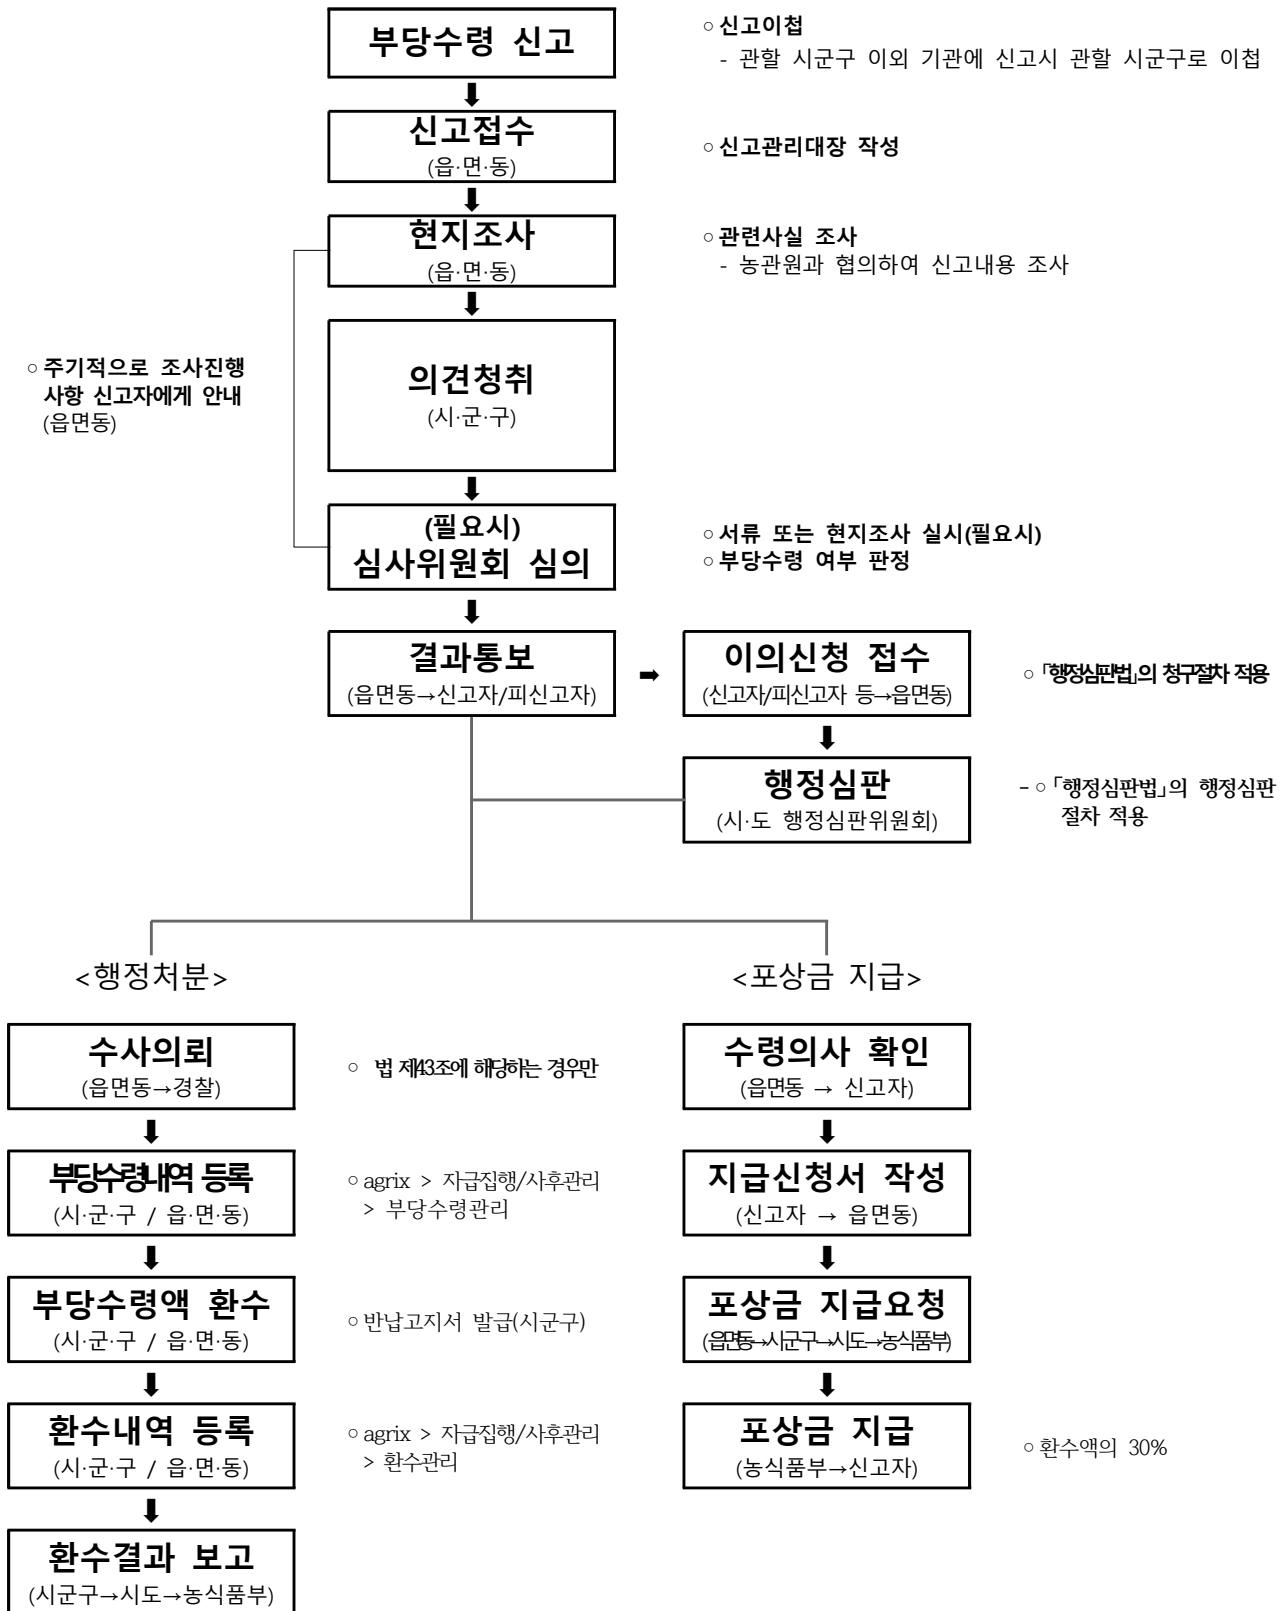 부당수령 신고
○ 신고이첩
- 관할 시군구 이외 기관에 신고시 관할 시군구로 이첩
신고접수
(읍·면·동)
○ 신고관리대장 작성
현지조사
(읍·면·동)
○ 관련사실 조사
- 농관원과 협의하여 신고내용 조사
○ 주기적으로 조사진행
사항 신고자에게 안내
(읍면동)
의견청취
(시·군·구)
(필요시)
심사위원회 심의
○ 서류 또는 현지조사 실시(필요시)
○ 부당수령 여부 판정
결과통보
(읍면동→신고자/피신고자)
이의신청 접수
(신고자/피신고자 등→읍면동)
○ 「행정심판법」의 청구절차 적용
행정심판
(시·도 행정심판위원회)
- ○ 「행정심판법」의 행정심판
절차 적용
<행정처분>
<포상금 지급>
수사의뢰
(읍면동→경찰)
○ 법 제43조에 해당하는 경우만
수령의사 확인
(읍면동 → 신고자)
부당수령내역 등록
(시·군·구 / 읍·면·동)
○ agrix > 자금집행/사후관리
> 부당수령관리
지급신청서 작성
(신고자 → 읍면동)
부당수령액 환수
(시·군·구 / 읍·면·동)
○ 반납고지서 발급(시군구)
포상금 지급요청
(읍면동→시군구→시도→농식품부)
환수내역 등록
(시·군·구 / 읍·면·동)
○ agrix > 자금집행/사후관리
> 환수관리
포상금 지급
(농식품부→신고자)
○ 환수액의 30%
환수결과 보고
(시군구→시도→농식품부)